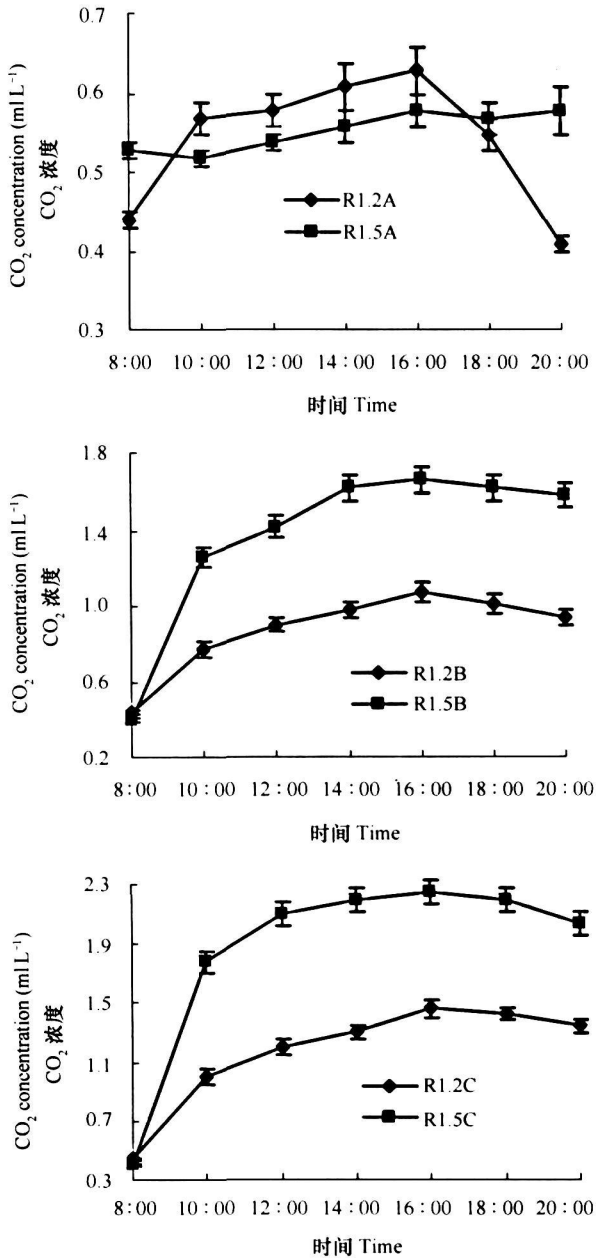 CO₂ concentration (ml L⁻¹)
CO₂ 浓度
0.7
0.6
0.5
0.4
0.3
R1.2A
R1.5A
8:00 10:00 12:00 14:00 16:00 18:00 20:00
时间 Time
CO₂ concentration (ml L⁻¹)
CO₂ 浓度
1.8
1.4
1.0
0.6
0.2
R1.2B
R1.5B
8:00 10:00 12:00 14:00 16:00 18:00 20:00
时间 Time
CO₂ concentration (ml L⁻¹)
CO₂ 浓度
2.3
1.9
1.5
1.1
0.7
0.3
R1.2C
R1.5C
8:00 10:00 12:00 14:00 16:00 18:00 20:00
时间 Time